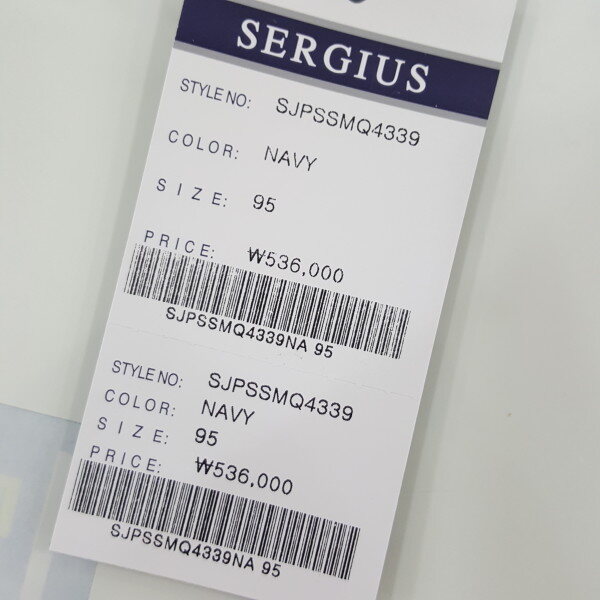 SERGIUS
STYLE NO: SJPSSMQ4339
COLOR: NAVY
SIZE: 95
PRICE: ₩536,000
SJPSSMQ4339NA 95
STYLE NO: SJPSSMQ4339
COLOR: NAVY
SIZE: 95
PRICE: ₩536,000
SJPSSMQ4339NA 95